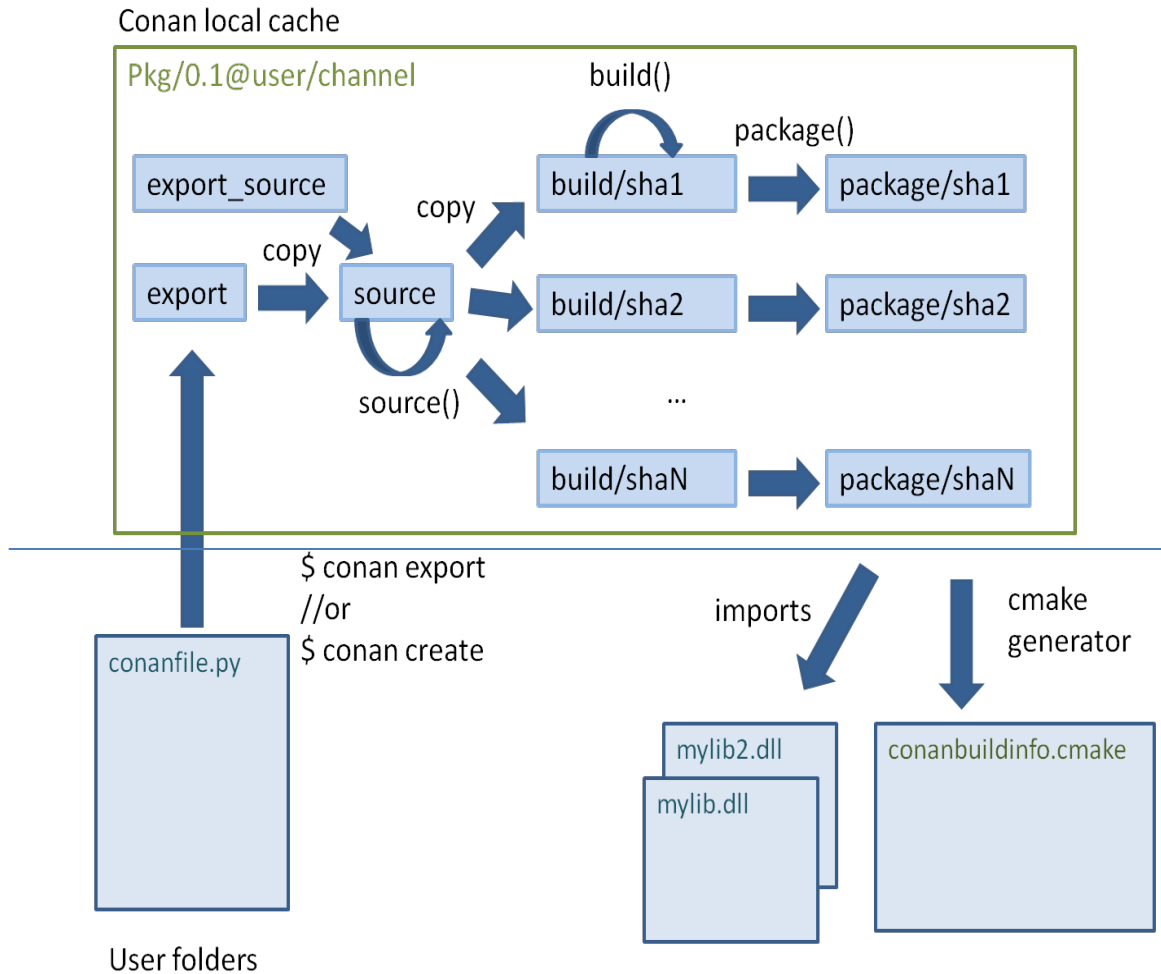 Conan local cache
Pkg/0.1@user/channel
build()
package()
export_source
build/sha1
package/sha1
copy
copy
export
source
build/sha2
package/sha2
source()
...
build/shaN
package/shaN
$ conan export
//or
$ conan create
imports
cmake
generator
conanfile.py
mylib2.dll
conanbuildinfo.cmake
mylib.dll
User folders